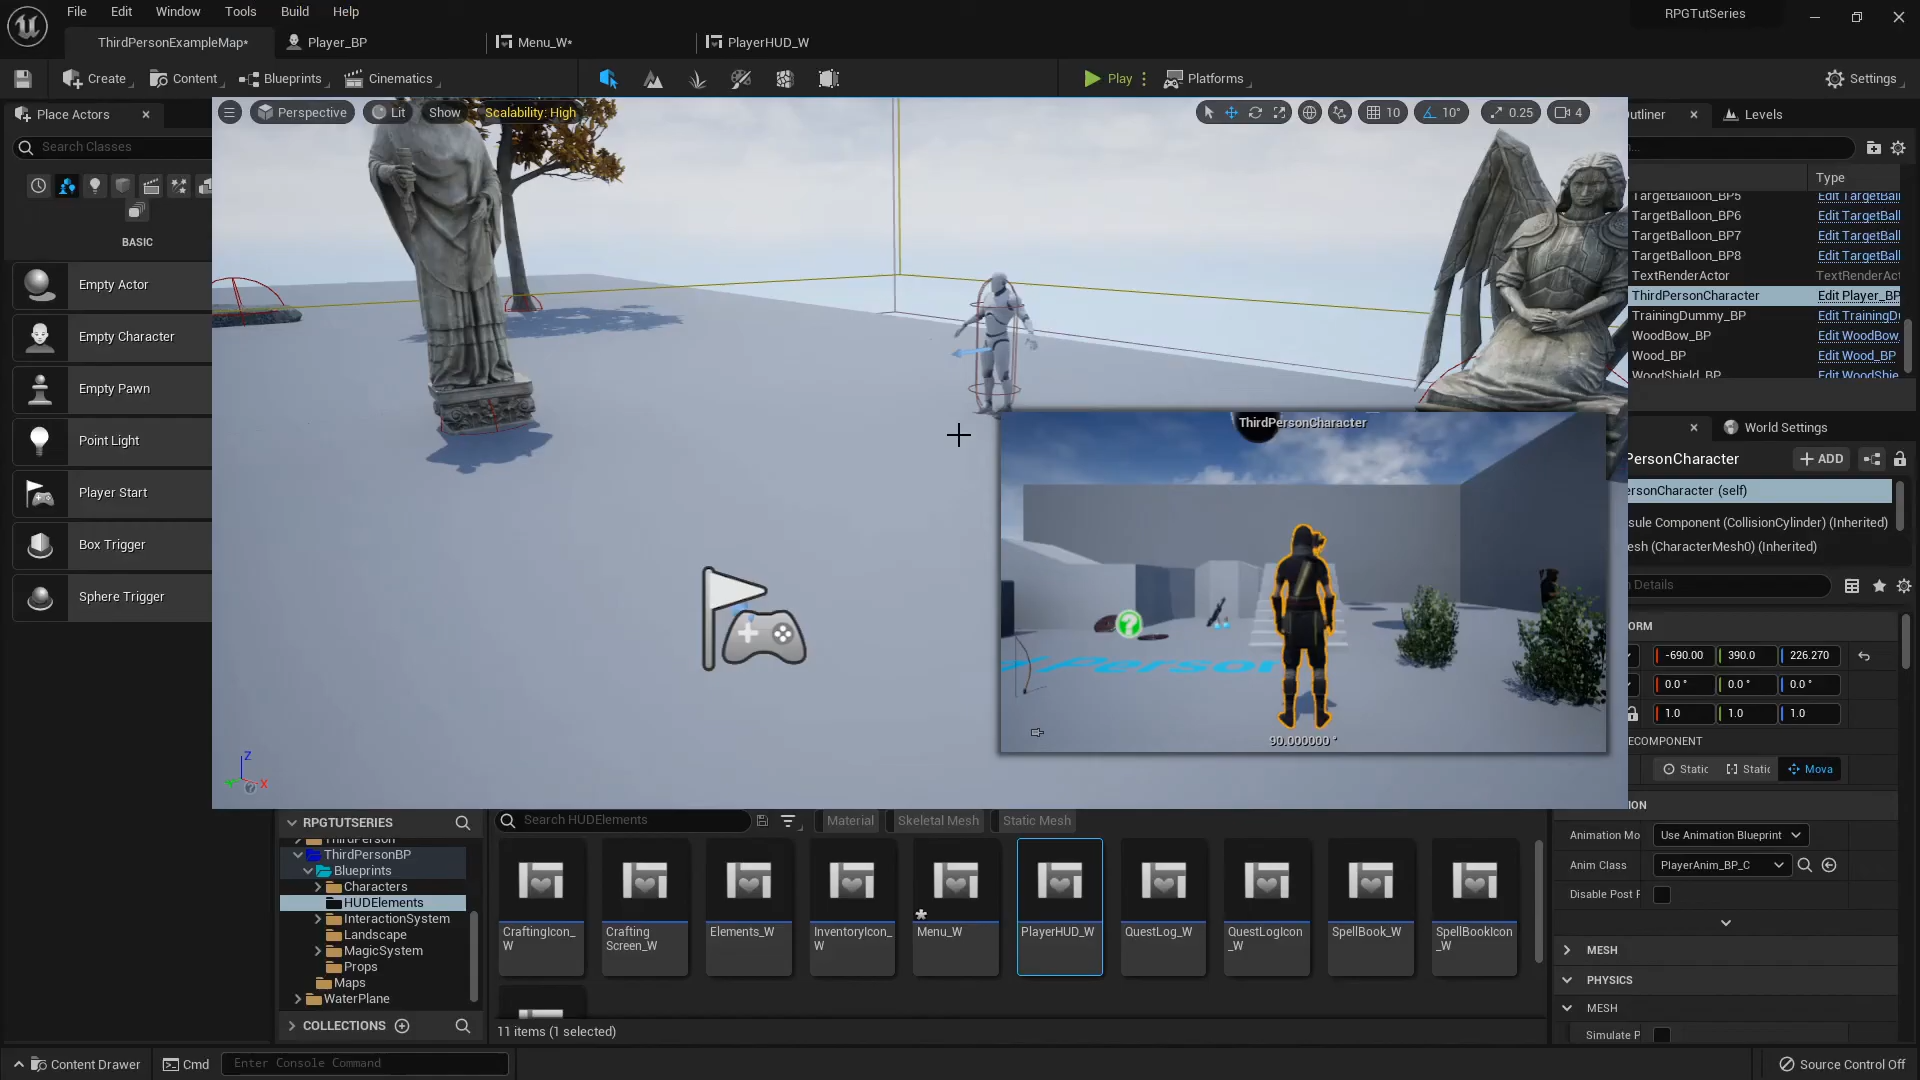 File Edit Window Tools Build Help
RPGTutSeries
ThirdPersonExampleMap*
Player_BP
Menu_W*
PlayerHUD_W
Create
Content
Blueprints
Cinematics
Play
Platforms
Settings
Place Actors
Search Classes
BASIC
Empty Actor
Empty Character
Empty Pawn
Point Light
Player Start
Box Trigger
Sphere Trigger
Perspective
Lit
Show
Scalability: High
10
10°
0.25
4
ThirdPersonCharacter
90.000000 °
Z
X
utliner
Levels
Type
TargetBalloon_BP5 Edit TargetBall
TargetBalloon_BP6 Edit TargetBall
TargetBalloon_BP7 Edit TargetBall
TargetBalloon_BP8 Edit TargetBall
TextRenderActor TextRenderAct
ThirdPersonCharacter Edit Player_BP
TrainingDummy_BP Edit TrainingDu
WoodBow_BP Edit WoodBow_
Wood_BP Edit Wood_BP
WoodShield_BP Edit WoodShie
World Settings
PersonCharacter
ADD
ersonCharacter (self)
sule Component (CollisionCylinder) (Inherited)
esh (CharacterMesh0) (Inherited)
h Details
ORM
-690.00 390.0 226.270
0.0 ° 0.0 ° 0.0 °
1.0 1.0 1.0
ECOMPONENT
Static Static Mova
ION
Animation Mo Use Animation Blueprint
Anim Class PlayerAnim_BP_C
Disable Post P
MESH
PHYSICS
MESH
Simulate P
RPGTUTSERIES
ThirdPerson
ThirdPersonBP
Blueprints
Characters
HUDElements
InteractionSystem
Landscape
MagicSystem
Props
Maps
WaterPlane
COLLECTIONS
Search HUDElements
Material
Skeletal Mesh
Static Mesh
CraftingIcon_
W
Crafting
Screen_W
Elements_W
InventoryIcon_
W
Menu_W
PlayerHUD_W
QuestLog_W
QuestLogIcon
_W
SpellBook_W
SpellBookIcon
_W
11 items (1 selected)
Content Drawer
Cmd
Enter Console Command
Source Control Off